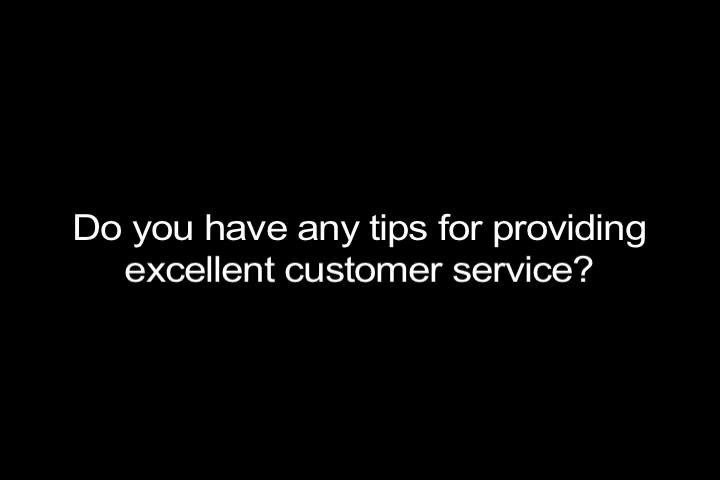 Do you have any tips for providing
excellent customer service?